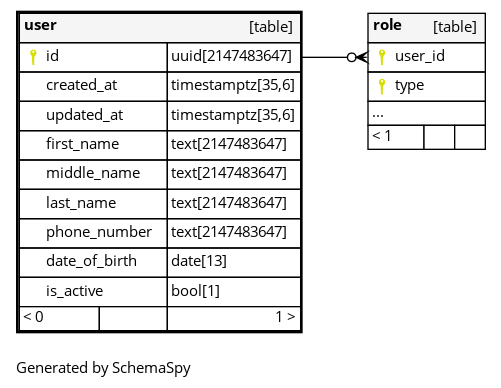 user [table]
id uuid[2147483647]
created_at timestamptz[35,6]
updated_at timestamptz[35,6]
first_name text[2147483647]
middle_name text[2147483647]
last_name text[2147483647]
phone_number text[2147483647]
date_of_birth date[13]
is_active bool[1]
< 0 1 >
role [table]
user_id
type
...
< 1
Generated by SchemaSpy